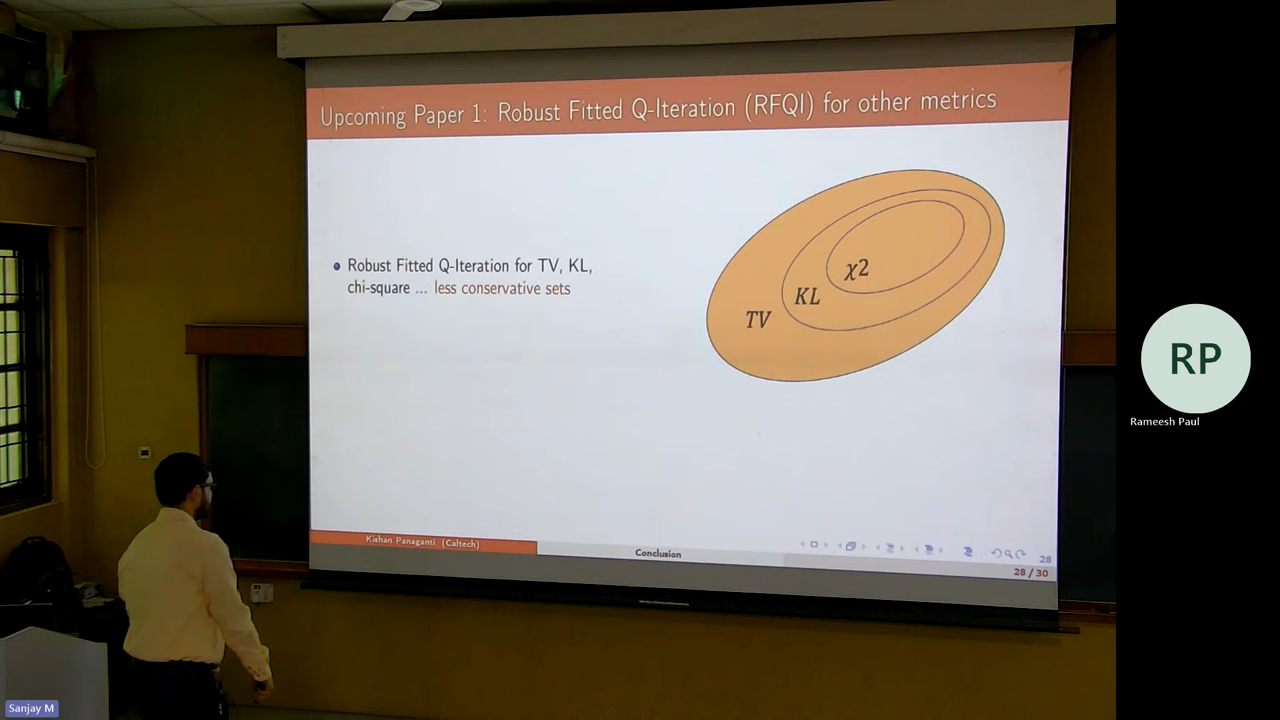 Upcoming Paper 1: Robust Fitted Q-Iteration (RFQI) for other metrics
• Robust Fitted Q-Iteration for TV, KL,
chi-square ... less conservative sets
χ2
KL
TV
Kishan Panaganti (Caltech)
Conclusion
28
28 / 30
RP
Rameesh Paul
Sanjay M